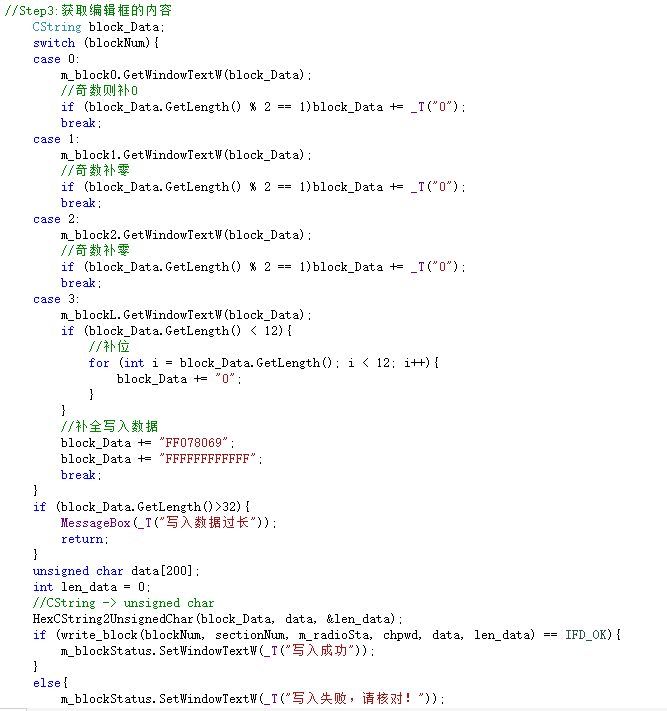 //Step3:获取编辑框的内容
CString block_Data;
switch (blockNum){
case 0:
m_block0.GetWindowTextW(block_Data);
//奇数则补0
if (block_Data.GetLength() % 2 == 1)block_Data += _T("0");
break;
case 1:
m_block1.GetWindowTextW(block_Data);
//奇数补零
if (block_Data.GetLength() % 2 == 1)block_Data += _T("0");
break;
case 2:
m_block2.GetWindowTextW(block_Data);
//奇数补零
if (block_Data.GetLength() % 2 == 1)block_Data += _T("0");
break;
case 3:
m_blockL.GetWindowTextW(block_Data);
if (block_Data.GetLength() < 12){
//补位
for (int i = block_Data.GetLength(); i < 12; i++){
block_Data += "0";
}
}
//补全写入数据
block_Data += "FF078069";
block_Data += "FFFFFFFFFFFF";
break;
}
if (block_Data.GetLength()>32){
MessageBox(_T("写入数据过长"));
return;
}
unsigned char data[200];
int len_data = 0;
//CString -> unsigned char
HexCString2UnsignedChar(block_Data, data, &len_data);
if (write_block(blockNum, sectionNum, m_radioSta, chpwd, data, len_data) == IFD_OK){
m_blockStatus.SetWindowTextW(_T("写入成功"));
}
else{
m_blockStatus.SetWindowTextW(_T("写入失败，请核对！"));